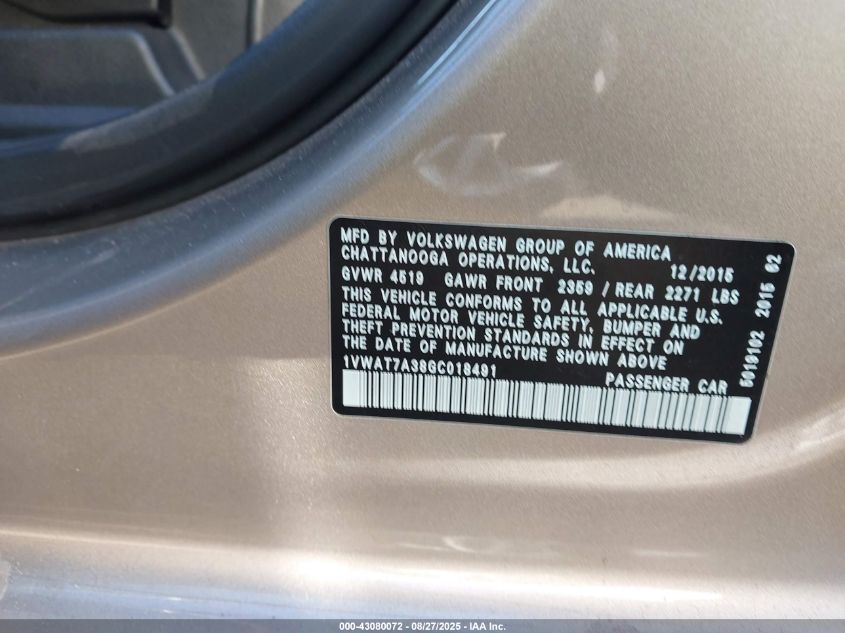 MFD BY VOLKSWAGEN GROUP OF AMERICA
CHATTANOOGA OPERATIONS, LLC. 12/2015
GVWR 4519 GAWR FRONT 2359 / REAR 2271 LBS
THIS VEHICLE CONFORMS TO ALL APPLICABLE U.S.
FEDERAL MOTOR VEHICLE SAFETY, BUMPER AND
THEFT PREVENTION STANDARDS IN EFFECT ON
THE DATE OF MANUFACTURE SHOWN ABOVE
1VWAT7A38GC018491 PASSENGER CAR
5019102 2015 62
000-43080072 | 08/27/2025 | IAA Inc.